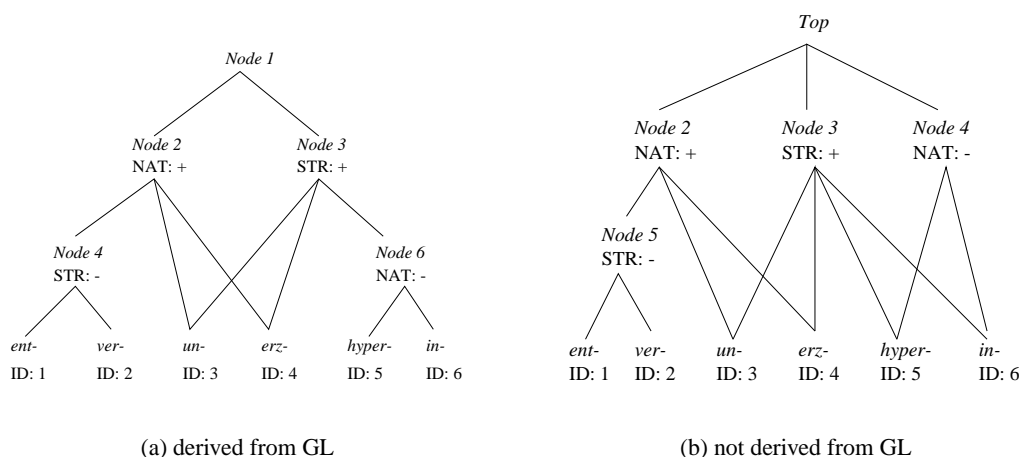 Node 1
Node 2
NAT: +
Node 3
STR: +
Node 4
STR: -
Node 6
NAT: -
ent-
ver-
un-
erz-
hyper-
in-
ID: 1
ID: 2
ID: 3
ID: 4
ID: 5
ID: 6
(a) derived from GL
Top
Node 2
NAT: +
Node 3
STR: +
Node 4
NAT: -
Node 5
STR: -
ent-
ver-
un-
erz-
hyper-
in-
ID: 1
ID: 2
ID: 3
ID: 4
ID: 5
ID: 6
(b) not derived from GL